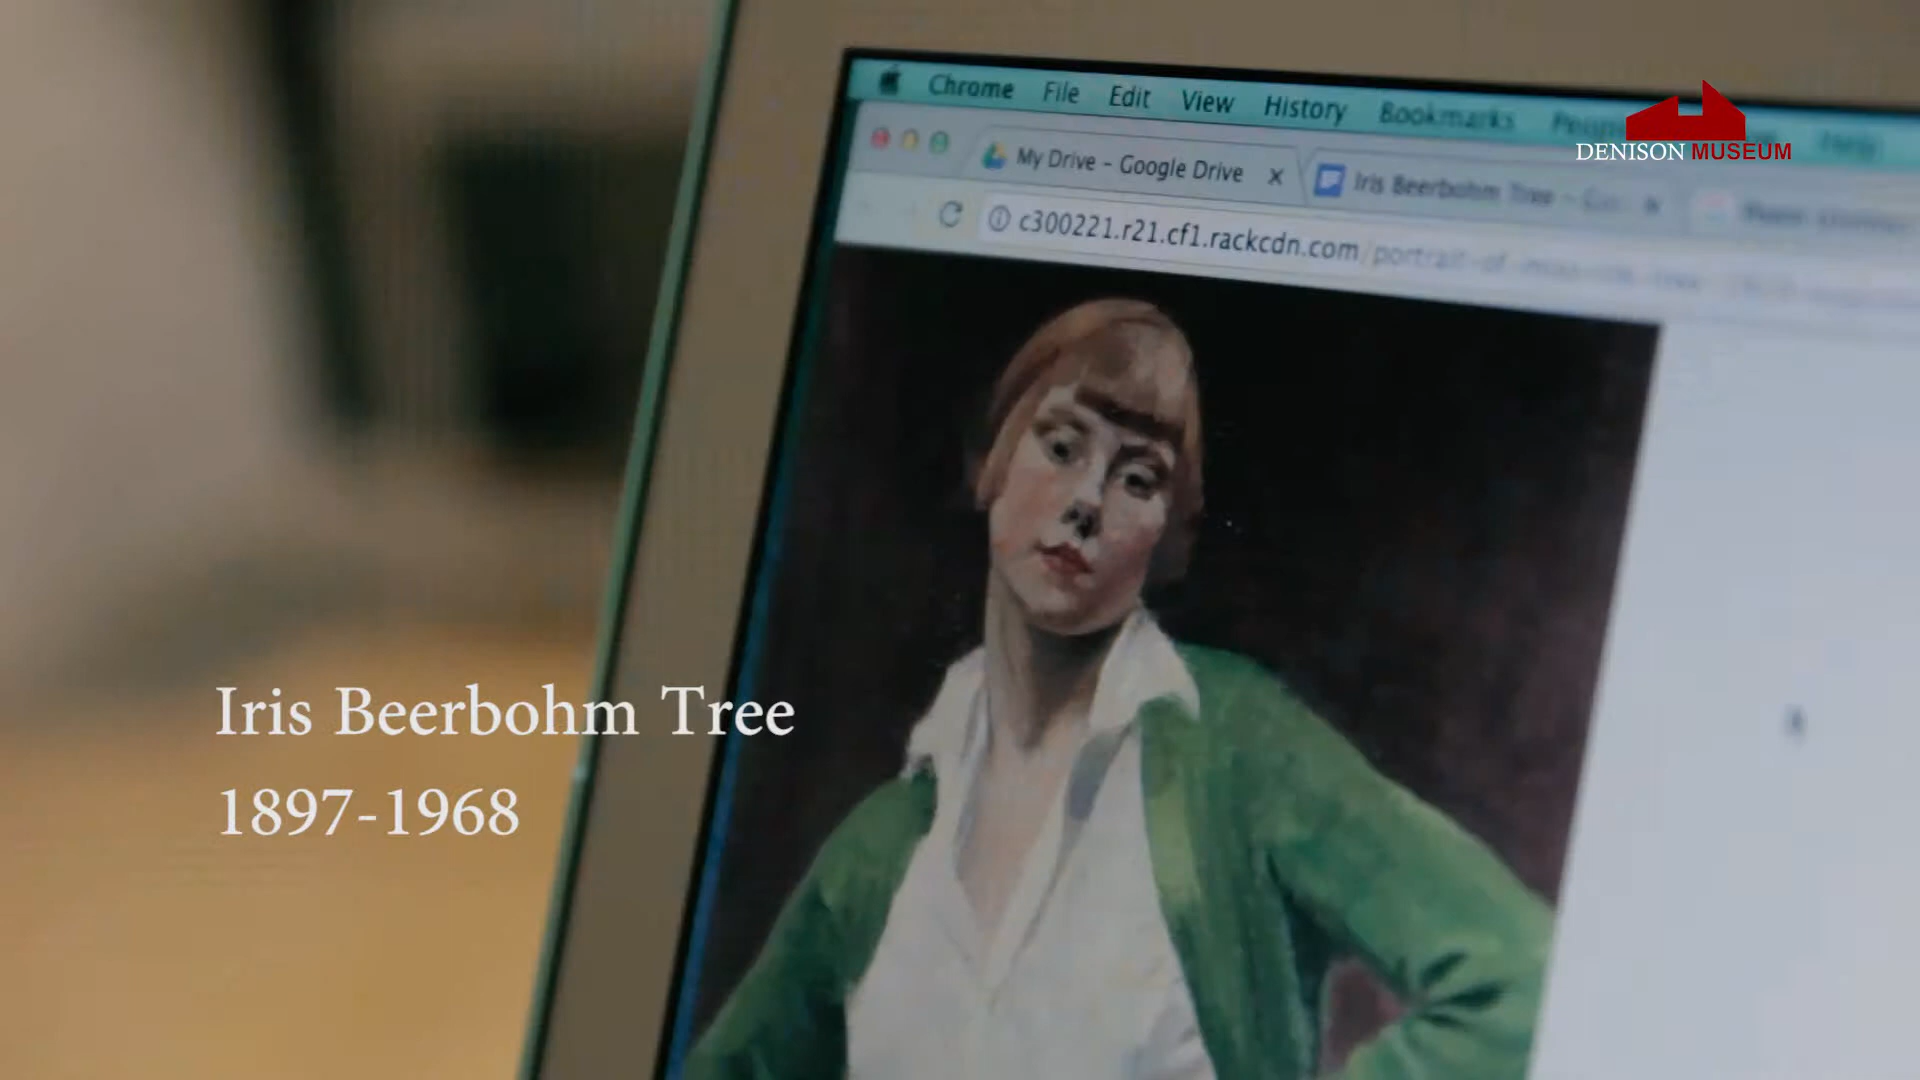 Chrome File Edit View History Bookmarks
DENISON MUSEUM
My Drive - Google Drive
Iris Beerbohm Tree
c300221.r21.cf1.rackcdn.com
Iris Beerbohm Tree
1897-1968